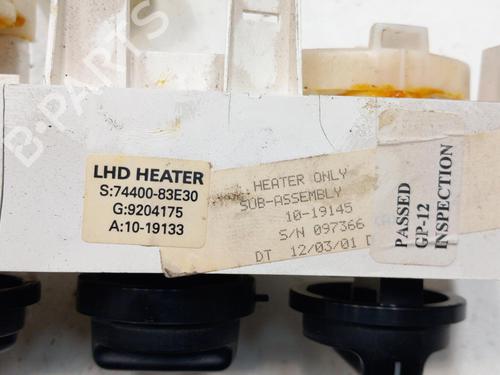 B-PARTS
LHD HEATER
S:74400-83E30
G:9204175
A:10-19133
HEATER ONLY
SUB-ASSEMBLY
10-19145
S/N 097366
DT 12/03/01
PASSED
GP-12
INSPECTION